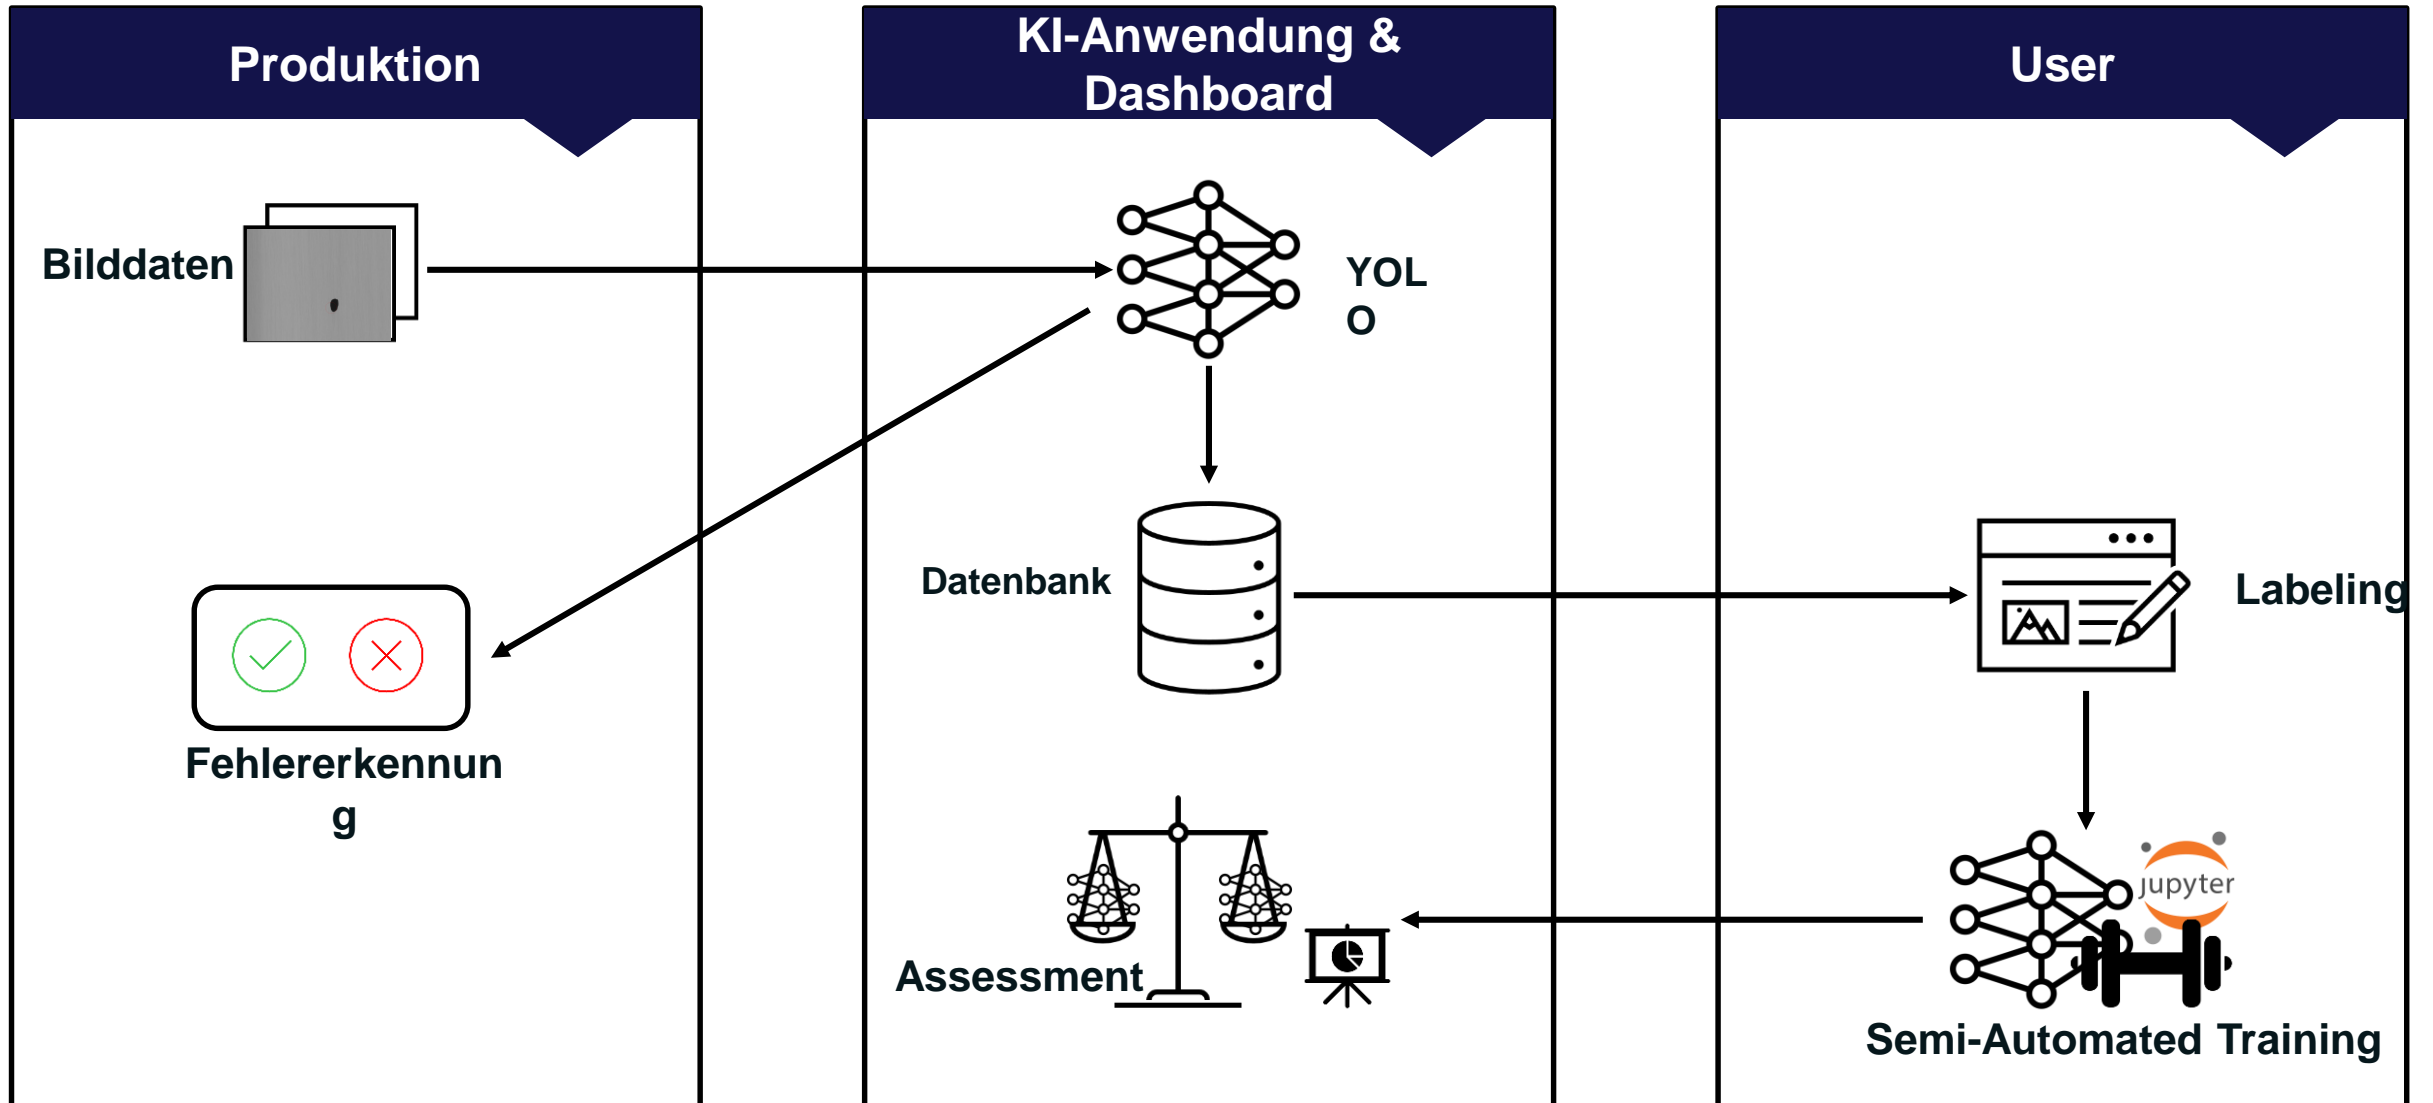 Produktion
KI-Anwendung &
Dashboard
User
Bilddaten
YOL
O
Datenbank
Labeling
Fehlererkennun
g
jupyter
Assessment
Semi-Automated Training